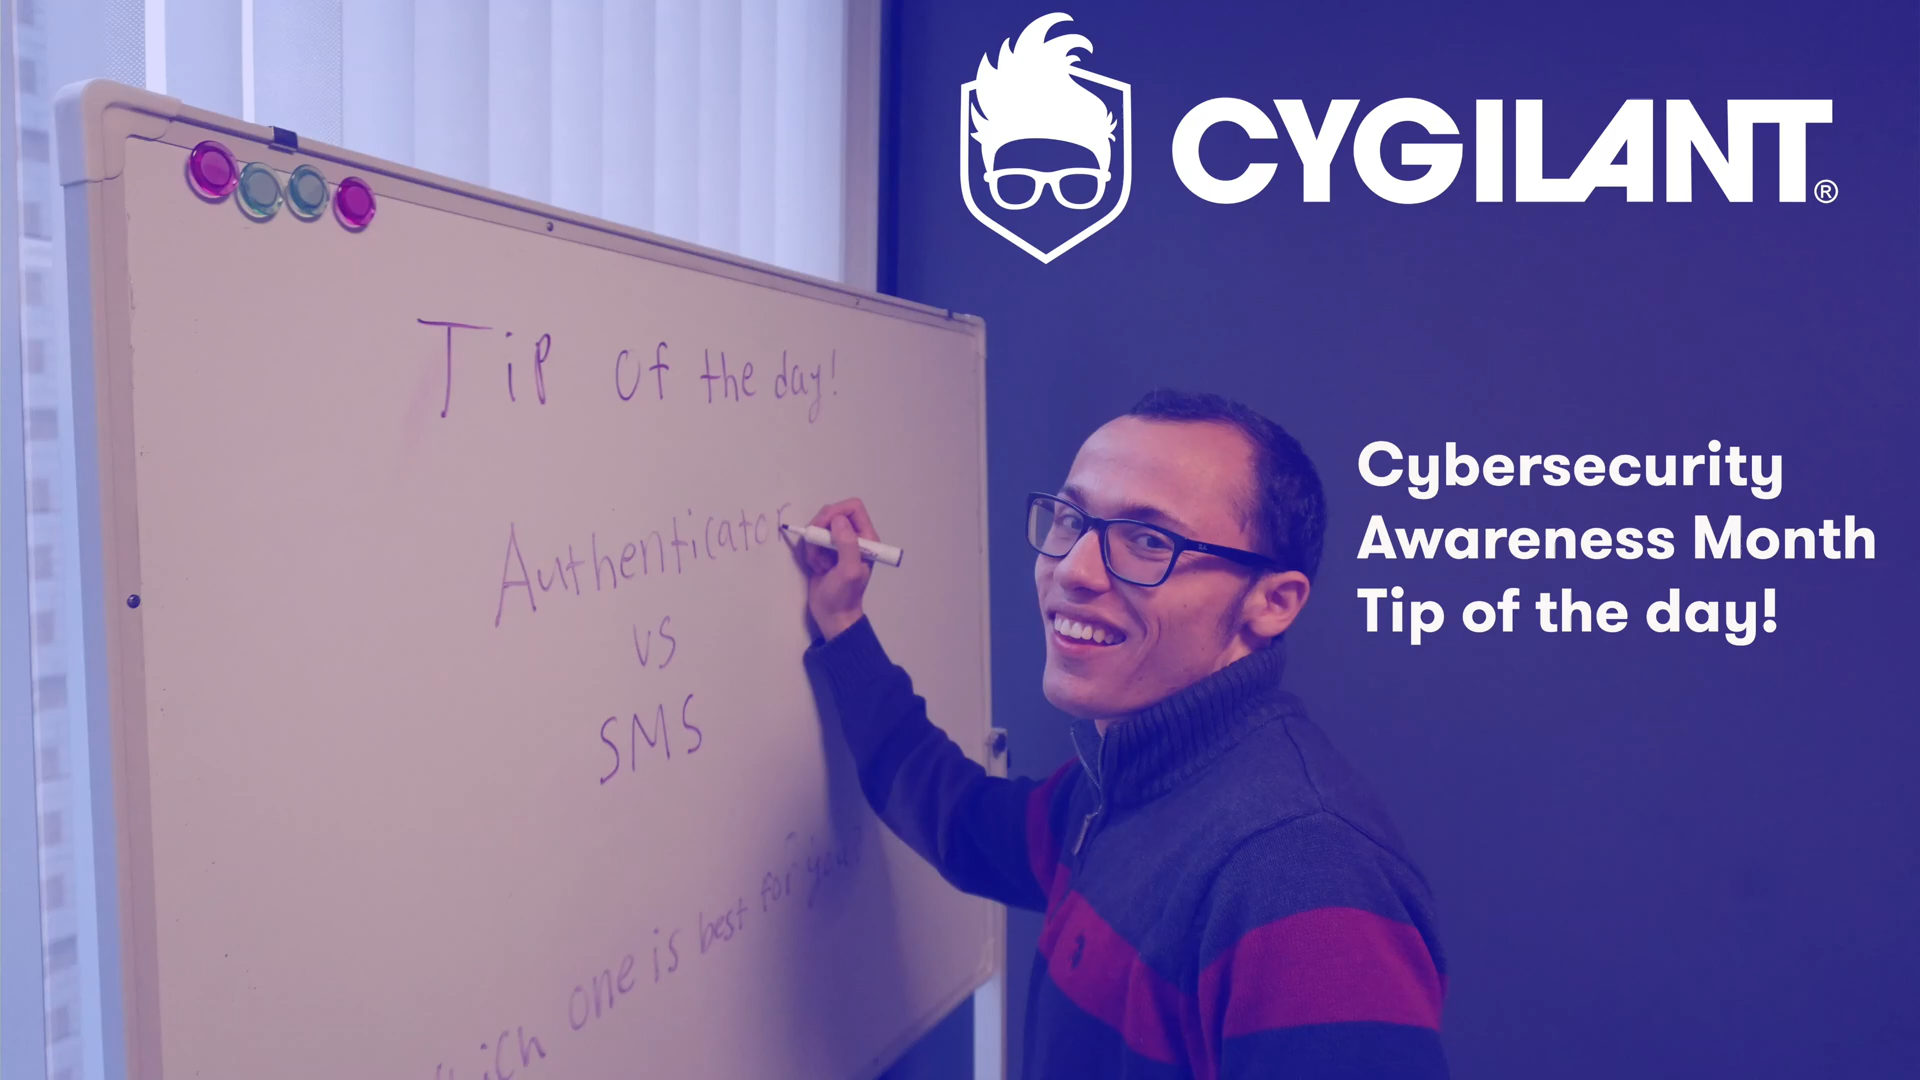 Tip of the day!
Authenticator
vs
SMS
which one is best for you?
CYGILANT®
Cybersecurity
Awareness Month
Tip of the day!